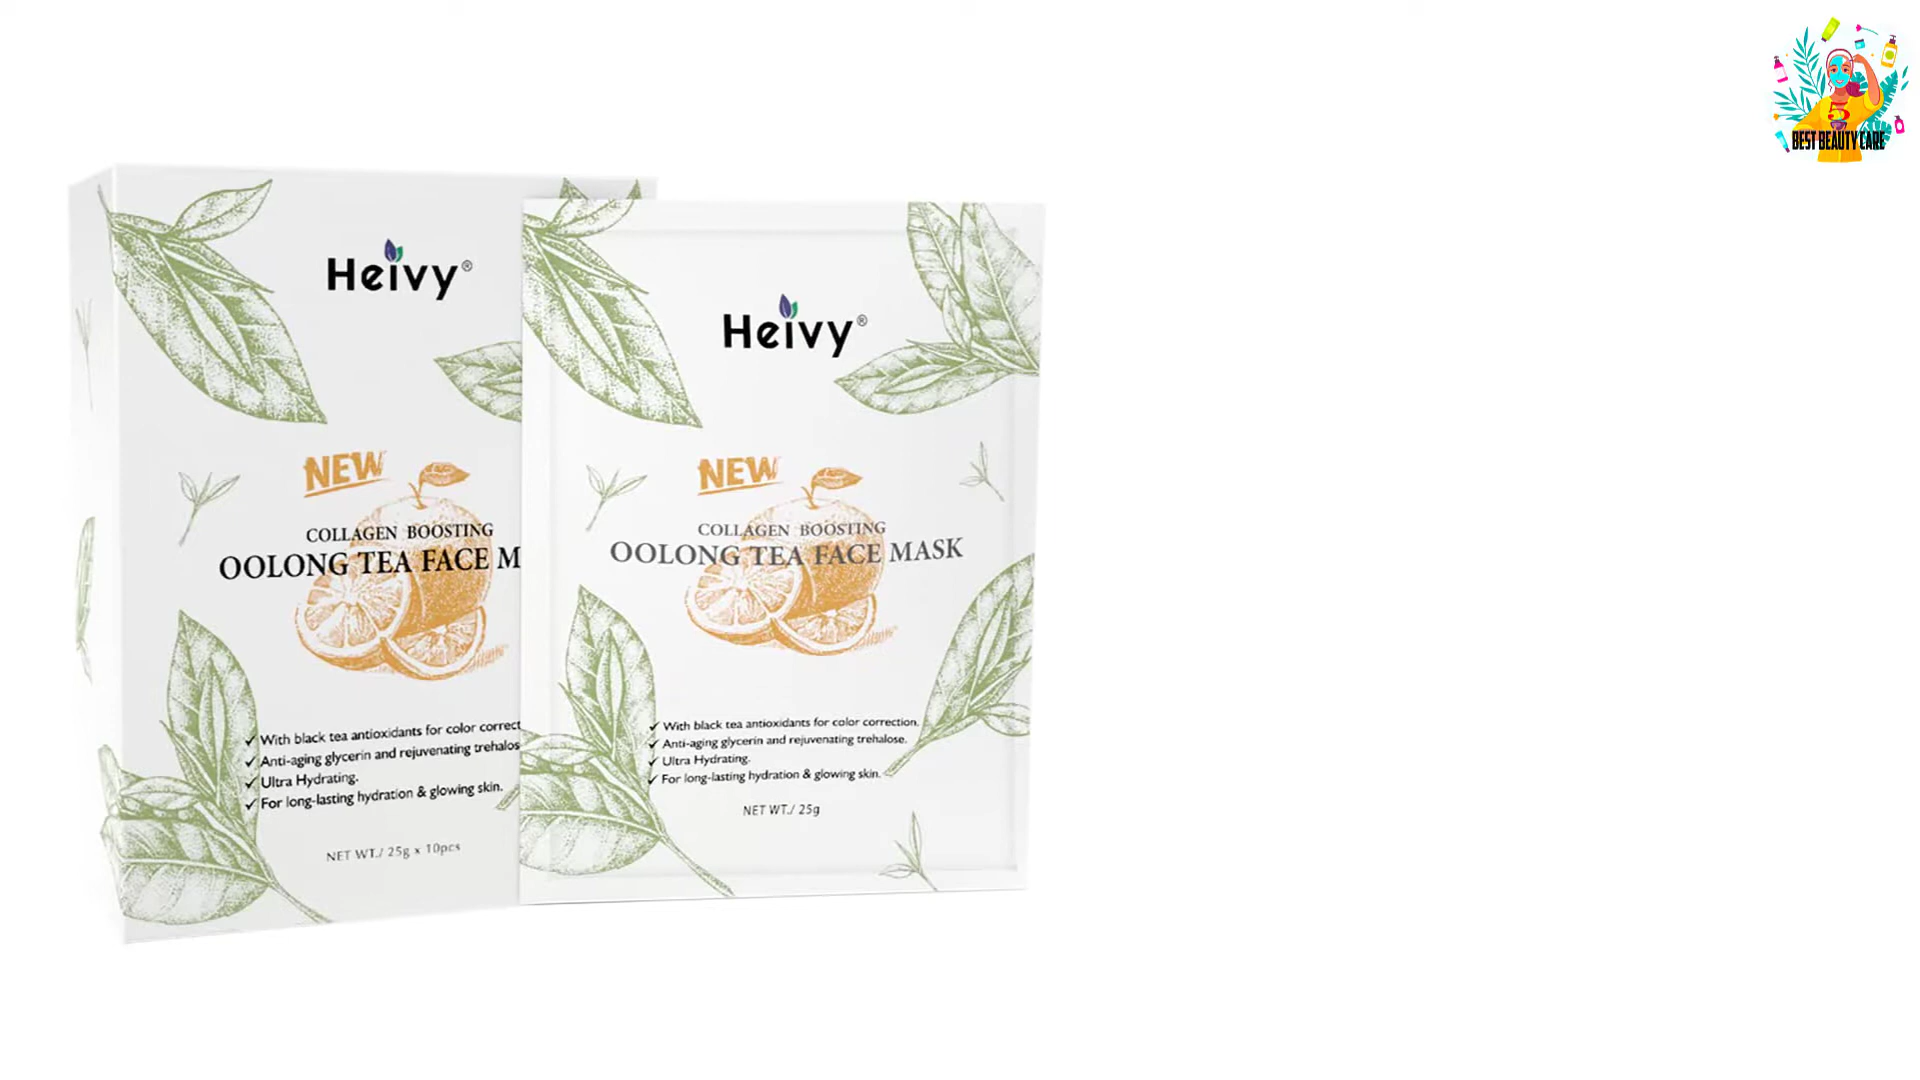 5
BEST BEAUTY CARE
Heivy®
NEW
COLLAGEN BOOSTING
OOLONG TEA FACE M
✓ With black tea antioxidants for color correct
✓ Anti-aging glycerin and rejuvenating trehalos
✓ Ultra Hydrating.
✓ For long-lasting hydration & glowing skin.
NET WT./ 25g x 10pcs
Heivy®
NEW
COLLAGEN BOOSTING
OOLONG TEA FACE MASK
✓ With black tea antioxidants for color correction.
✓ Anti-aging glycerin and rejuvenating trehalose.
✓ Ultra Hydrating.
✓ For long-lasting hydration & glowing skin.
NET WT./ 25g